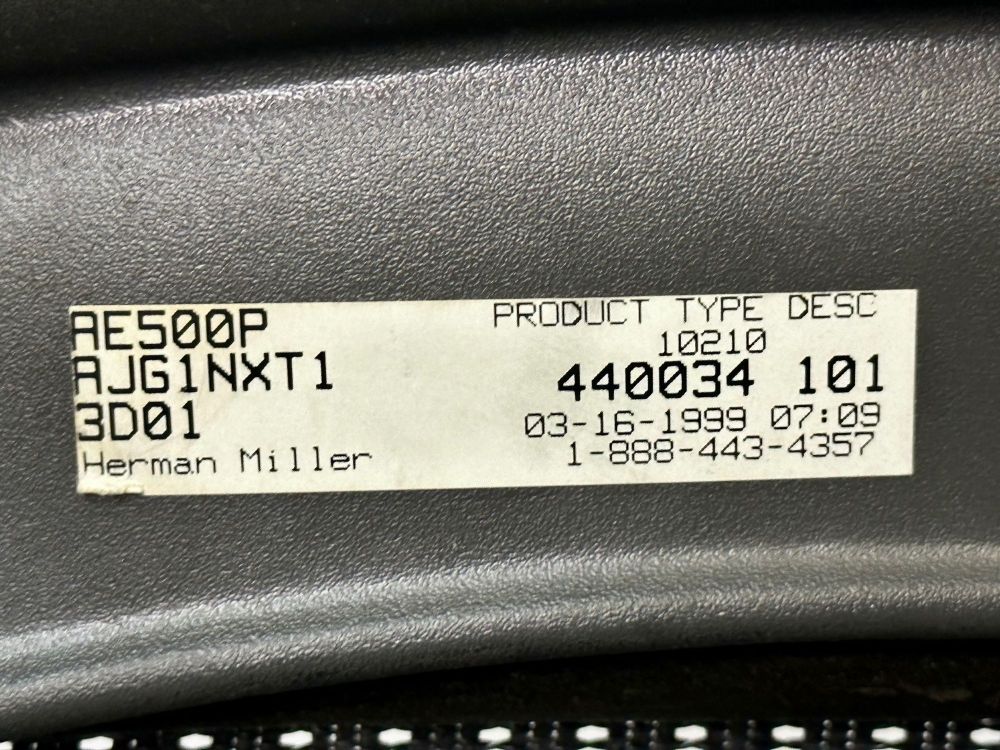 AE500P
AJG1NXT1
3D01
Herman Miller
PRODUCT TYPE DESC
10210
440034 101
03-16-1999 07:09
1-888-443-4357